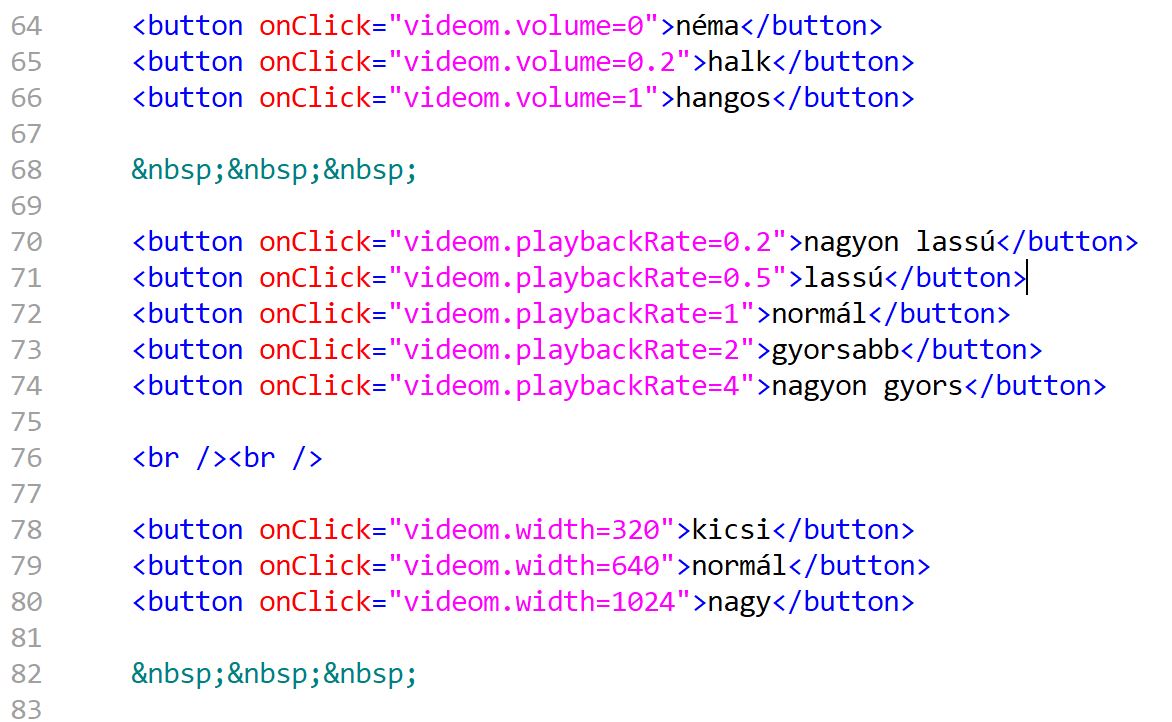 64 <button onClick="videom.volume=0">néma</button>
65 <button onClick="videom.volume=0.2">halk</button>
66 <button onClick="videom.volume=1">hangos</button>
67
68 &nbsp;&nbsp;&nbsp;
69
70 <button onClick="videom.playbackRate=0.2">nagyon lassú</button>
71 <button onClick="videom.playbackRate=0.5">lassú</button>
72 <button onClick="videom.playbackRate=1">normál</button>
73 <button onClick="videom.playbackRate=2">gyorsabb</button>
74 <button onClick="videom.playbackRate=4">nagyon gyors</button>
75
76 <br /><br />
77
78 <button onClick="videom.width=320">kicsi</button>
79 <button onClick="videom.width=640">normál</button>
80 <button onClick="videom.width=1024">nagy</button>
81
82 &nbsp;&nbsp;&nbsp;
83